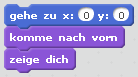 gehe zu x: 0 y: 0
komme nach vorn
zeige dich